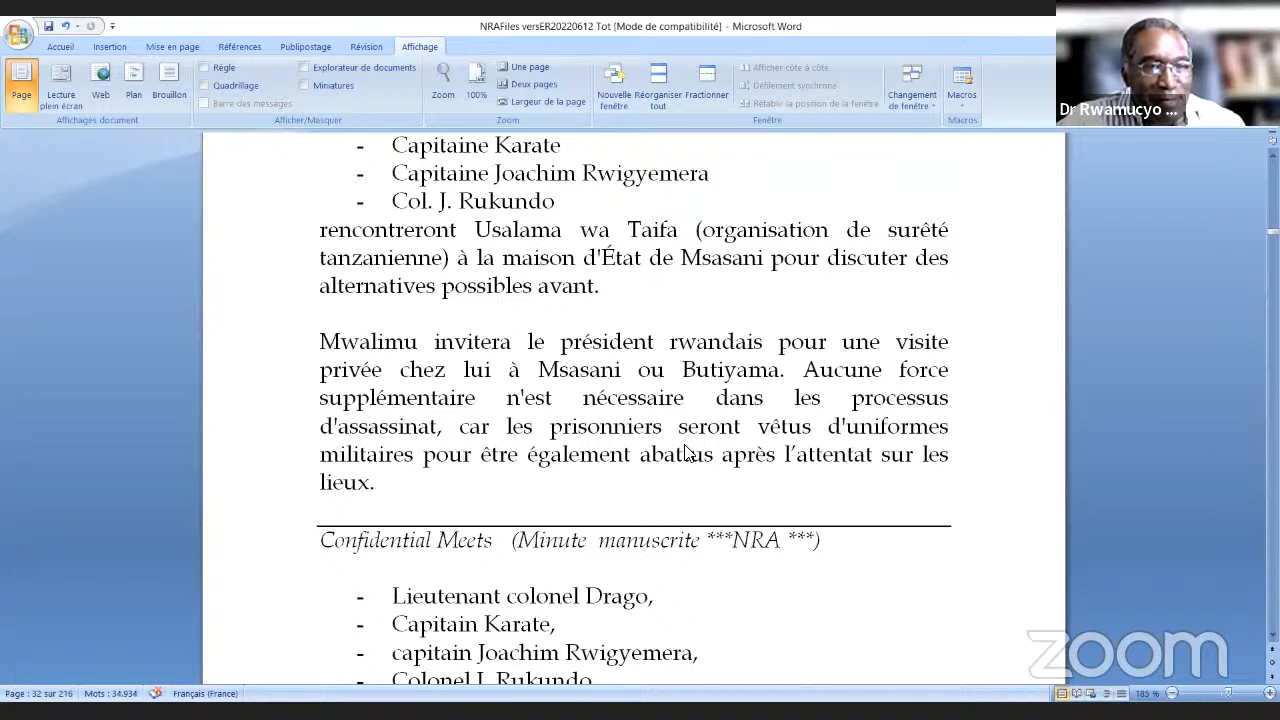 NRAFiles versER20220612 Tot [Mode de compatibilité] - Microsoft Word
Accueil Insertion Mise en page Références Publipostage Révision Affichage
Page
Lecture plein écran
Web
Plan
Brouillon
Affichages document
Règle
Quadrillage
Barre des messages
Explorateur de documents
Miniatures
Afficher/Masquer
Zoom
100%
Une page
Deux pages
Largeur de la page
Zoom
Nouvelle fenêtre
Réorganiser tout
Fractionner
Afficher côte à côte
Défilement synchrone
Rétablir la position de la fenêtre
Changement de fenêtre
Fenêtre
Macros
Macros
Dr Rwamucyo ...
- Capitaine Karate
- Capitaine Joachim Rwigyemera
- Col. J. Rukundo
rencontreront Usalama wa Taifa (organisation de surêté
tanzanienne) à la maison d'État de Msasani pour discuter des
alternatives possibles avant.
Mwalimu invitera le président rwandais pour une visite
privée chez lui à Msasani ou Butiyama. Aucune force
supplémentaire n'est nécessaire dans les processus
d'assassinat, car les prisonniers seront vêtus d'uniformes
militaires pour être également abattus après l’attentat sur les
lieux.
Confidential Meets (Minute manuscrite ***NRA ***)
- Lieutenant colonel Drago,
- Capitain Karate,
- capitain Joachim Rwigyemera,
- Colonel J. Rukundo
zoom
Page : 32 sur 216 Mots : 34.934 Français (France) 185 %